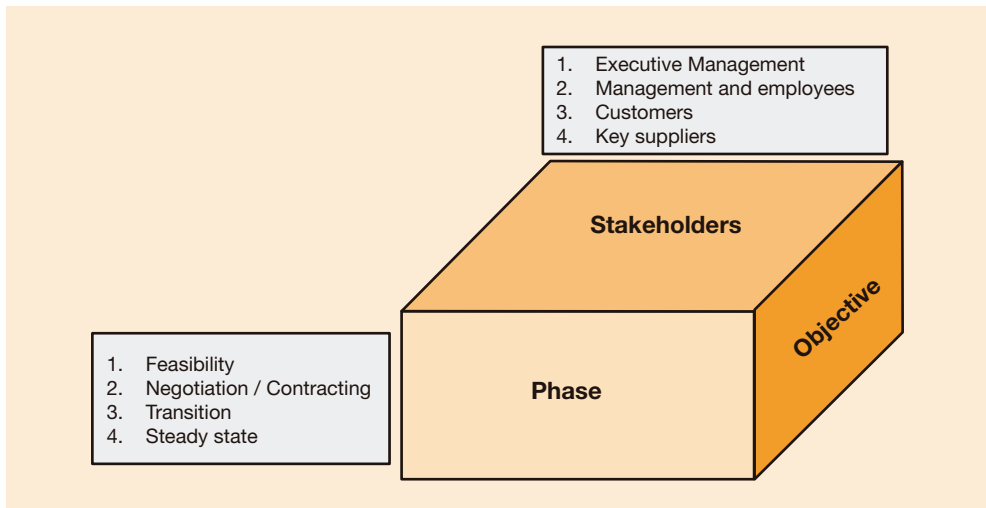 1. Executive Management
2. Management and employees
3. Customers
4. Key suppliers
Stakeholders
Objective
1. Feasibility
2. Negotiation / Contracting
3. Transition
4. Steady state
Phase